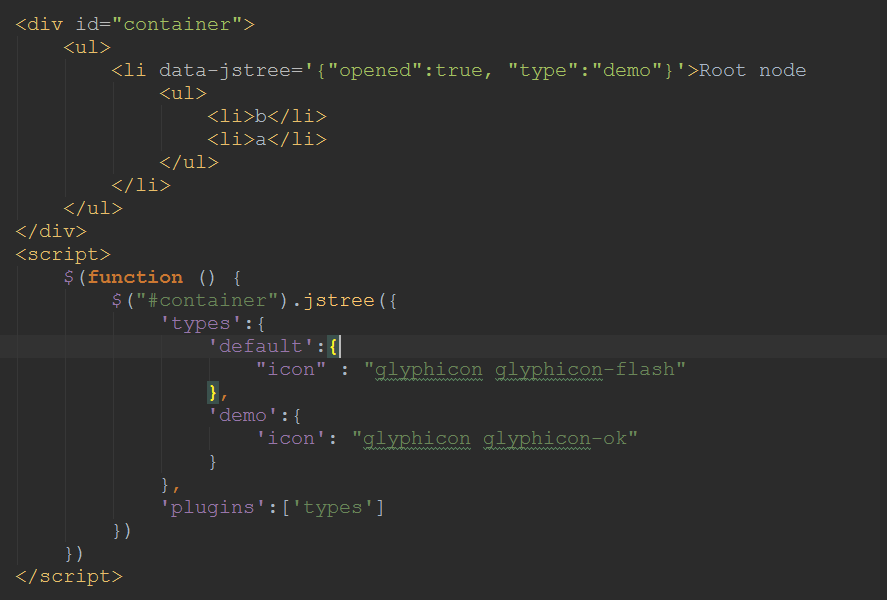 <div id="container">
    <ul>
        <li data-jstree='{"opened":true, "type":"demo"}'>Root node
            <ul>
                <li>b</li>
                <li>a</li>
            </ul>
        </li>
    </ul>
</div>
<script>
    $(function () {
        $("#container").jstree({
            'types':{
                'default':{
                    "icon" : "glyphicon glyphicon-flash"
                },
                'demo':{
                    'icon': "glyphicon glyphicon-ok"
                }
            },
            'plugins':['types']
        })
    })
</script>